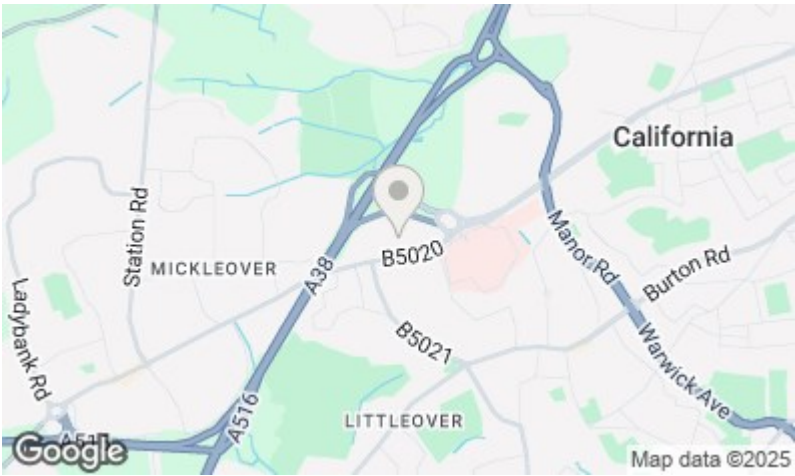 California
Station Rd
MICKLEOVER
A38
B5020
Manor Rd
Burton Rd
Ladybank Rd
B5021
Warwick Ave
A516
LITTLEOVER
Google
Map data ©2025